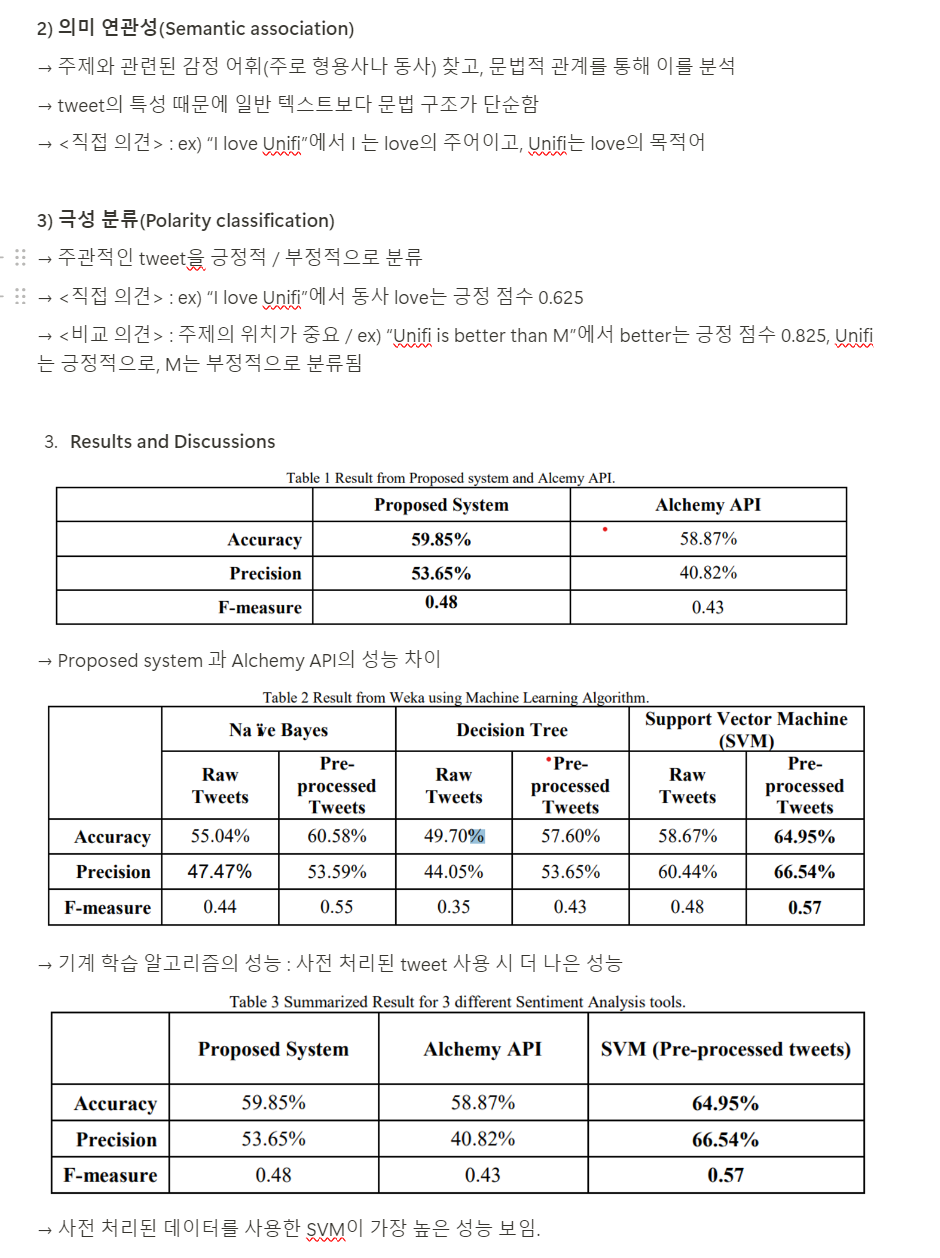 2) 의미 연관성(Semantic association)
→ 주제와 관련된 감정 어휘(주로 형용사나 동사) 찾고, 문법적 관계를 통해 이를 분석
→ tweet의 특성 때문에 일반 텍스트보다 문법 구조가 단순함
→ <직접 의견> : ex) “I love Unifi”에서 I 는 love의 주어이고, Unifi는 love의 목적어
3) 극성 분류(Polarity classification)
→ 주관적인 tweet을 긍정적 / 부정적으로 분류
→ <직접 의견> : ex) “I love Unifi”에서 동사 love는 긍정 점수 0.625
→ <비교 의견> : 주제의 위치가 중요 / ex) “Unifi is better than M”에서 better는 긍정 점수 0.825, Unifi
는 긍정적으로, M는 부정적으로 분류됨
3. Results and Discussions
Table 1 Result from Proposed system and Alcemy API.
Proposed System Alchemy API
Accuracy 59.85% 58.87%
Precision 53.65% 40.82%
F-measure 0.48 0.43
→ Proposed system 과 Alchemy API의 성능 차이
Table 2 Result from Weka using Machine Learning Algorithm.
Na ïve Bayes Decision Tree Support Vector Machine
(SVM)
Raw Tweets Pre-processed Tweets Raw Tweets Pre-processed Tweets Raw Tweets Pre-processed Tweets
Accuracy 55.04% 60.58% 49.70% 57.60% 58.67% 64.95%
Precision 47.47% 53.59% 44.05% 53.65% 60.44% 66.54%
F-measure 0.44 0.55 0.35 0.43 0.48 0.57
→ 기계 학습 알고리즘의 성능 : 사전 처리된 tweet 사용 시 더 나은 성능
Table 3 Summarized Result for 3 different Sentiment Analysis tools.
Proposed System Alchemy API SVM (Pre-processed tweets)
Accuracy 59.85% 58.87% 64.95%
Precision 53.65% 40.82% 66.54%
F-measure 0.48 0.43 0.57
→ 사전 처리된 데이터를 사용한 SVM이 가장 높은 성능 보임.